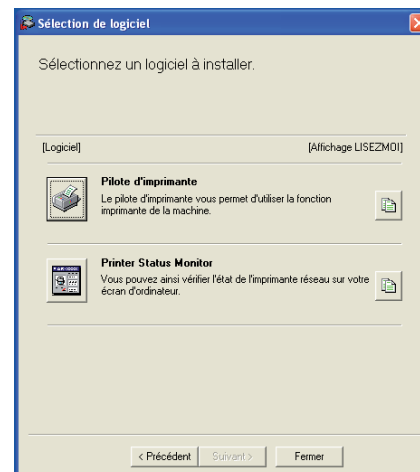 Sélection de logiciel
Sélectionnez un logiciel à installer.
[Logiciel] [Affichage LISEZMOI]
Pilote d'imprimante
Le pilote d'imprimante vous permet d'utiliser la fonction
imprimante de la machine.
Printer Status Monitor
Vous pouvez ainsi vérifier l'état de l'imprimante réseau sur votre
écran d'ordinateur.
< Précédent Suivant > Fermer